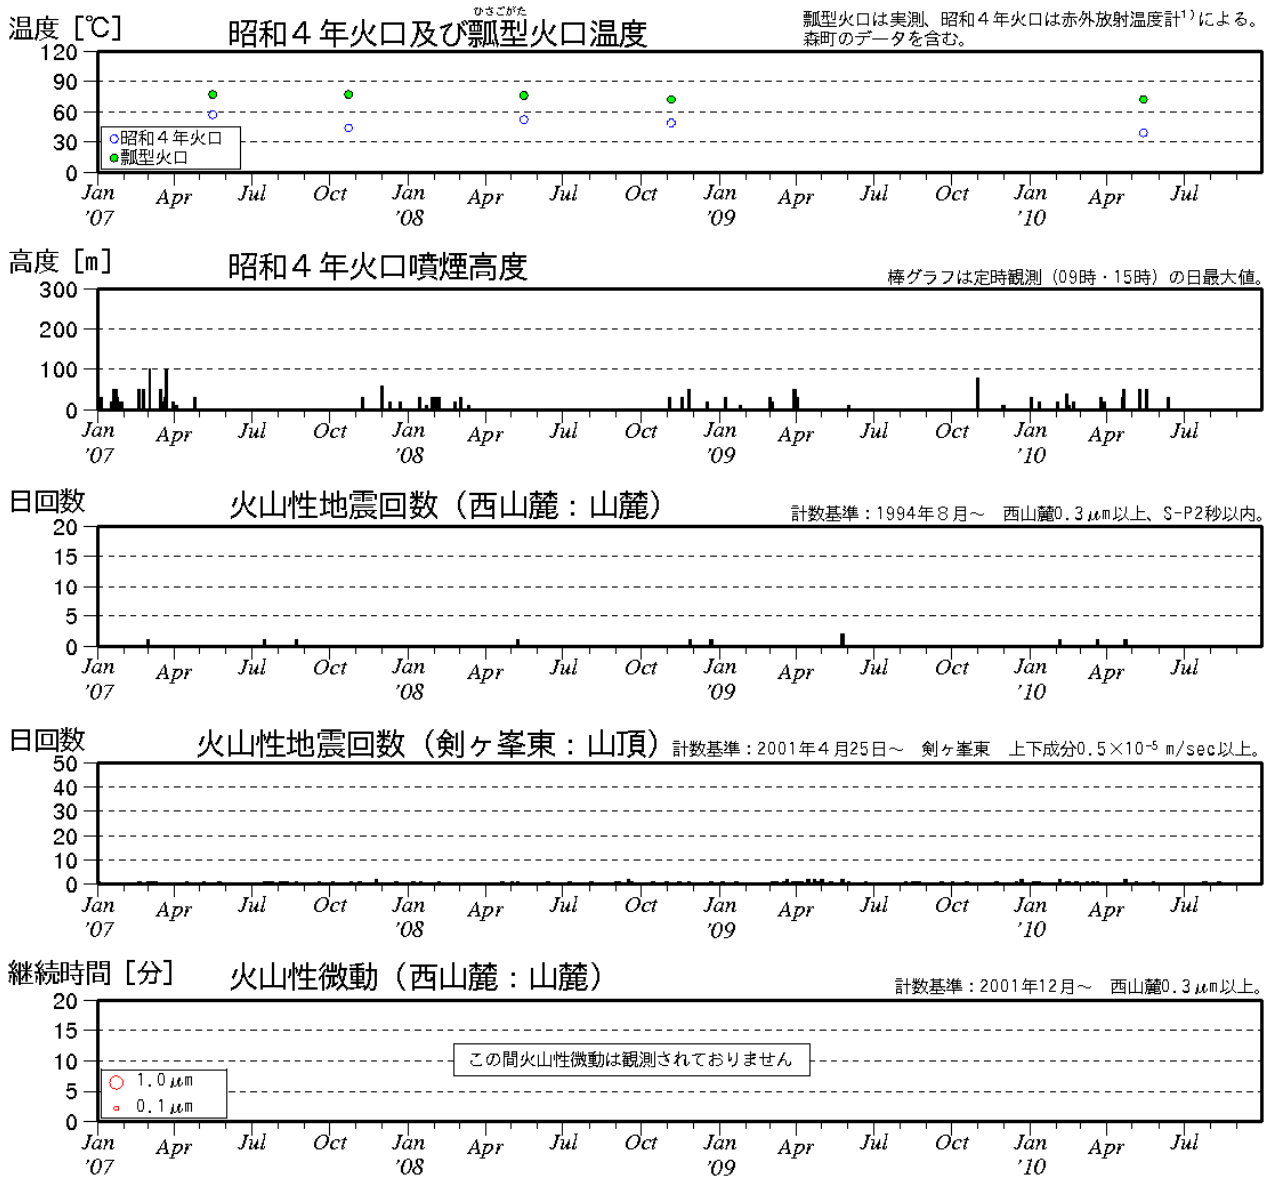 温度［℃］
ひさごがた
昭和４年火口及び瓢型火口温度
瓢型火口は実測、昭和４年火口は赤外放射温度計¹⁾による。
森町のデータを含む。
120
90
60
30
0
昭和４年火口
瓢型火口
Jan Apr Jul Oct Jan Apr Jul Oct Jan Apr Jul Oct Jan Apr Jul
'07 '08 '09 '10
高度［m］
昭和４年火口噴煙高度
棒グラフは定時観測（09時・15時）の日最大値。
300
200
100
0
Jan Apr Jul Oct Jan Apr Jul Oct Jan Apr Jul Oct Jan Apr Jul
'07 '08 '09 '10
日回数
火山性地震回数（西山麓：山麓）
計数基準：1994年８月～　西山麓0.3μm以上、S-P2秒以内。
20
15
10
5
0
Jan Apr Jul Oct Jan Apr Jul Oct Jan Apr Jul Oct Jan Apr Jul
'07 '08 '09 '10
日回数
火山性地震回数（剣ヶ峯東：山頂）
計数基準：2001年４月25日～　剣ヶ峯東　上下成分0.5×10⁻⁵ m/sec以上。
50
40
30
20
10
0
Jan Apr Jul Oct Jan Apr Jul Oct Jan Apr Jul Oct Jan Apr Jul
'07 '08 '09 '10
継続時間［分］
火山性微動（西山麓：山麓）
計数基準：2001年12月～　西山麓0.3μm以上。
20
15
10
5
0
この間火山性微動は観測されておりません
1.0μm
0.1μm
Jan Apr Jul Oct Jan Apr Jul Oct Jan Apr Jul Oct Jan Apr Jul
'07 '08 '09 '10